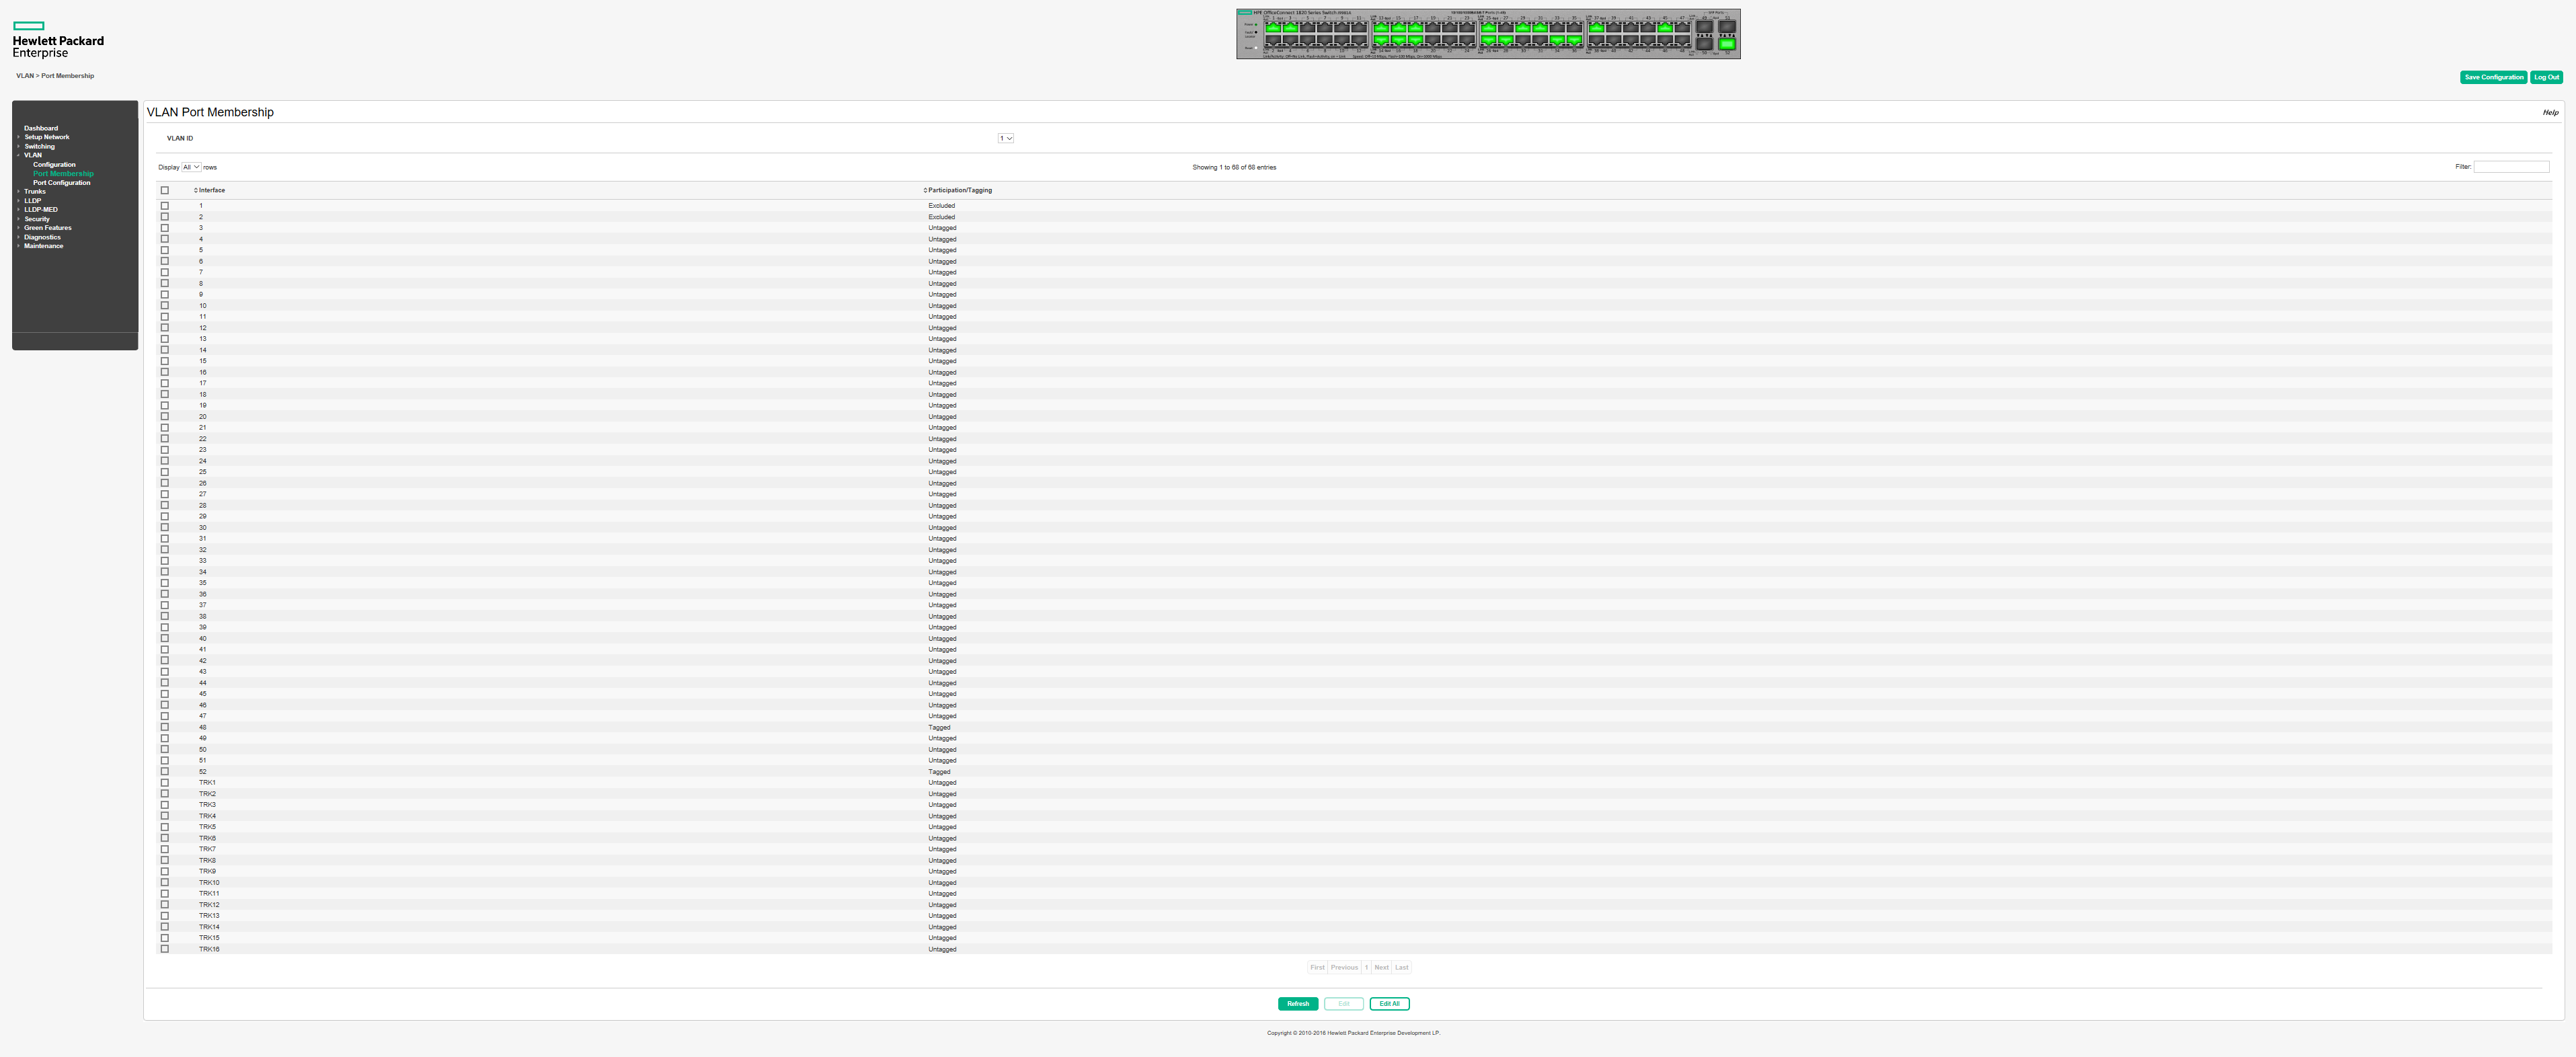 Hewlett Packard
Enterprise
VLAN > Port Membership
Save Configuration Log Out
Dashboard
Setup Network
Switching
VLAN
Configuration
Port Membership
Port Configuration
Trunks
LLDP
LLDP-MED
Security
Green Features
Diagnostics
Maintenance
VLAN Port Membership Help
VLAN ID 1
Display All rows Showing 1 to 68 of 68 entries Filter:
Interface Participation/Tagging
1 Excluded
2 Excluded
3 Untagged
4 Untagged
5 Untagged
6 Untagged
7 Untagged
8 Untagged
9 Untagged
10 Untagged
11 Untagged
12 Untagged
13 Untagged
14 Untagged
15 Untagged
16 Untagged
17 Untagged
18 Untagged
19 Untagged
20 Untagged
21 Untagged
22 Untagged
23 Untagged
24 Untagged
25 Untagged
26 Untagged
27 Untagged
28 Untagged
29 Untagged
30 Untagged
31 Untagged
32 Untagged
33 Untagged
34 Untagged
35 Untagged
36 Untagged
37 Untagged
38 Untagged
39 Untagged
40 Untagged
41 Untagged
42 Untagged
43 Untagged
44 Untagged
45 Untagged
46 Untagged
47 Untagged
48 Tagged
49 Untagged
50 Untagged
51 Untagged
52 Tagged
TRK1 Untagged
TRK2 Untagged
TRK3 Untagged
TRK4 Untagged
TRK5 Untagged
TRK6 Untagged
TRK7 Untagged
TRK8 Untagged
TRK9 Untagged
TRK10 Untagged
TRK11 Untagged
TRK12 Untagged
TRK13 Untagged
TRK14 Untagged
TRK15 Untagged
TRK16 Untagged
First Previous 1 Next Last
Refresh Edit Edit All
Copyright © 2010-2016 Hewlett Packard Enterprise Development LP.